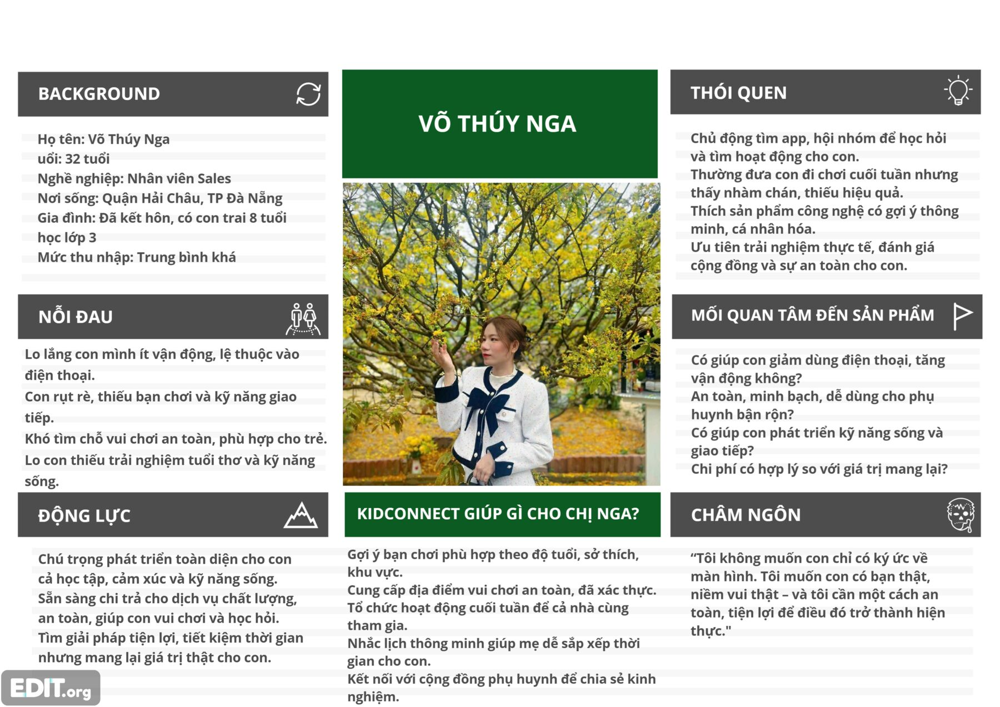 BACKGROUND
Họ tên: Võ Thúy Nga
uổi: 32 tuổi
Nghề nghiệp: Nhân viên Sales
Nơi sống: Quận Hải Châu, TP Đà Nẵng
Gia đình: Đã kết hôn, có con trai 8 tuổi
học lớp 3
Mức thu nhập: Trung bình khá
NỖI ĐAU
Lo lắng con mình ít vận động, lệ thuộc vào
điện thoại.
Con rụt rè, thiếu bạn chơi và kỹ năng giao
tiếp.
Khó tìm chỗ vui chơi an toàn, phù hợp cho trẻ.
Lo con thiếu trải nghiệm tuổi thơ và kỹ năng
sống.
ĐỘNG LỰC
Chú trọng phát triển toàn diện cho con
cả học tập, cảm xúc và kỹ năng sống.
Sẵn sàng chi trả cho dịch vụ chất lượng,
an toàn, giúp con vui chơi và học hỏi.
Tìm giải pháp tiện lợi, tiết kiệm thời gian
nhưng mang lại giá trị thật cho con.
VÕ THÚY NGA
KIDCONNECT GIÚP GÌ CHO CHỊ NGA?
Gợi ý bạn chơi phù hợp theo độ tuổi, sở thích,
khu vực.
Cung cấp địa điểm vui chơi an toàn, đã xác thực.
Tổ chức hoạt động cuối tuần để cả nhà cùng
tham gia.
Nhắc lịch thông minh giúp mẹ dễ sắp xếp thời
gian cho con.
Kết nối với cộng đồng phụ huynh để chia sẻ kinh
nghiệm.
THÓI QUEN
Chủ động tìm app, hội nhóm để học hỏi
và tìm hoạt động cho con.
Thường đưa con đi chơi cuối tuần nhưng
thấy nhàm chán, thiếu hiệu quả.
Thích sản phẩm công nghệ có gợi ý thông
minh, cá nhân hóa.
Ưu tiên trải nghiệm thực tế, đánh giá
cộng đồng và sự an toàn cho con.
MỐI QUAN TÂM ĐẾN SẢN PHẨM
Có giúp con giảm dùng điện thoại, tăng
vận động không?
An toàn, minh bạch, dễ dùng cho phụ
huynh bận rộn?
Có giúp con phát triển kỹ năng sống và
giao tiếp?
Chi phí có hợp lý so với giá trị mang lại?
CHÂM NGÔN
“Tôi không muốn con chỉ có ký ức về
màn hình. Tôi muốn con có bạn thật,
niềm vui thật – và tôi cần một cách an
toàn, tiện lợi để điều đó trở thành hiện
thực."
EDIT.org